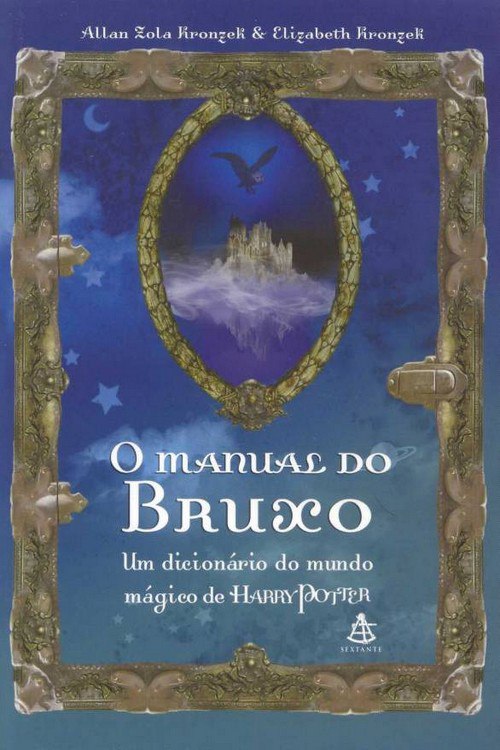 Allan Zola Kronzek & Elizabeth Kronzek
O MANUAL DO
BRUXO
Um dicionário do mundo
mágico de HARRY POTTER
SEXTANTE